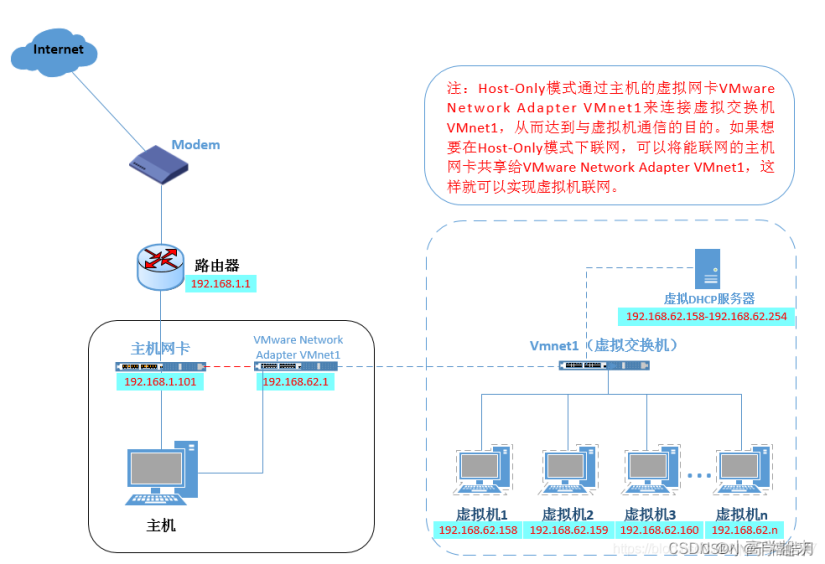 Internet
Modem
注：Host-Only模式通过主机的虚拟网卡VMware
Network Adapter VMnet1来连接虚拟交换机
VMnet1，从而达到与虚拟机通信的目的。如果想
要在Host-Only模式下联网，可以将能联网的主机
网卡共享给VMware Network Adapter VMnet1，这
样就可以实现虚拟机联网。
路由器
192.168.1.1
虚拟DHCP服务器
192.168.62.158-192.168.62.254
主机网卡
192.168.1.101
VMware Network
Adapter VMnet1
192.168.62.1
Vmnet1（虚拟交换机）
主机
虚拟机1
192.168.62.158
虚拟机2
192.168.62.159
虚拟机3
192.168.62.160
虚拟机n
192.168.62.n